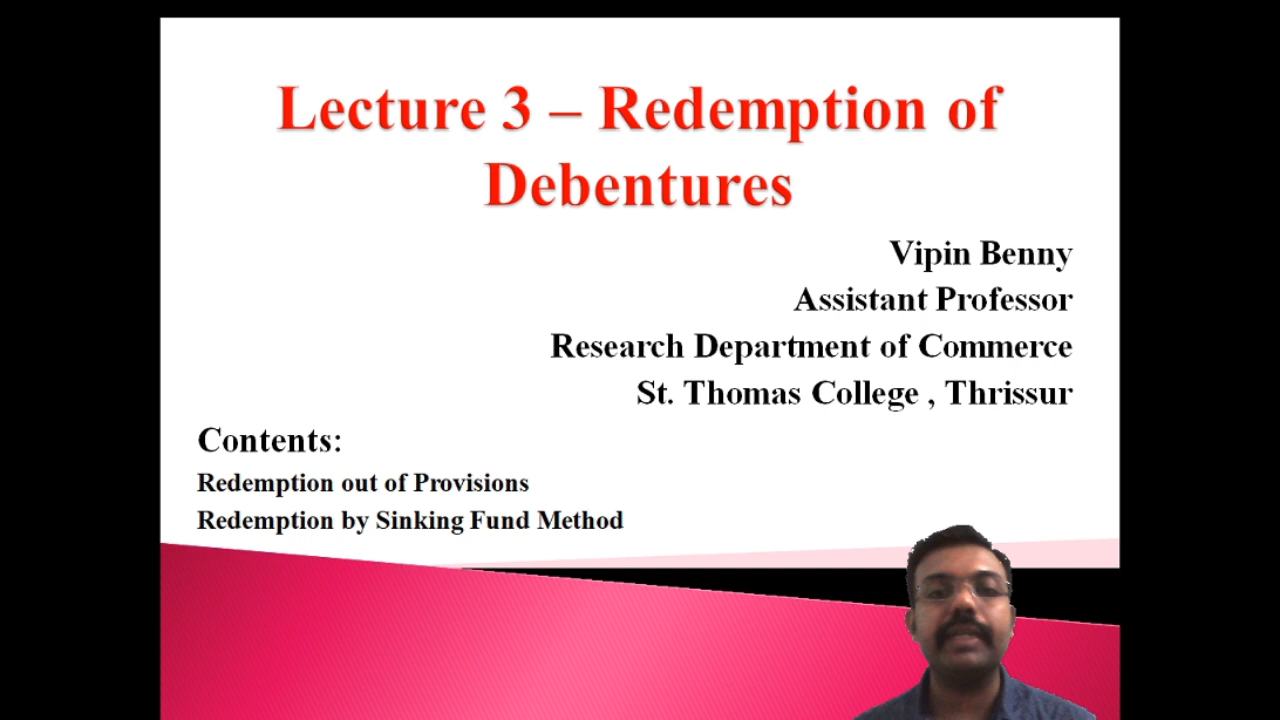 Lecture 3 – Redemption of
Debentures
Vipin Benny
Assistant Professor
Research Department of Commerce
St. Thomas College , Thrissur
Contents:
Redemption out of Provisions
Redemption by Sinking Fund Method